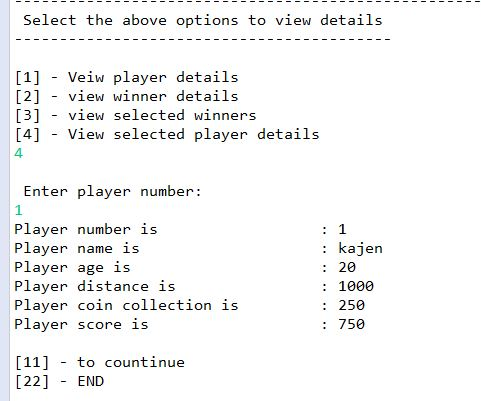 Select the above options to view details
[1] - Veiw player details
[2] - view winner details
[3] - view selected winners
[4] - View selected player details
4
Enter player number:
1
Player number is : 1
Player name is : kajen
Player age is : 20
Player distance is : 1000
Player coin collection is : 250
Player score is : 750
[11] - to countinue
[22] - END